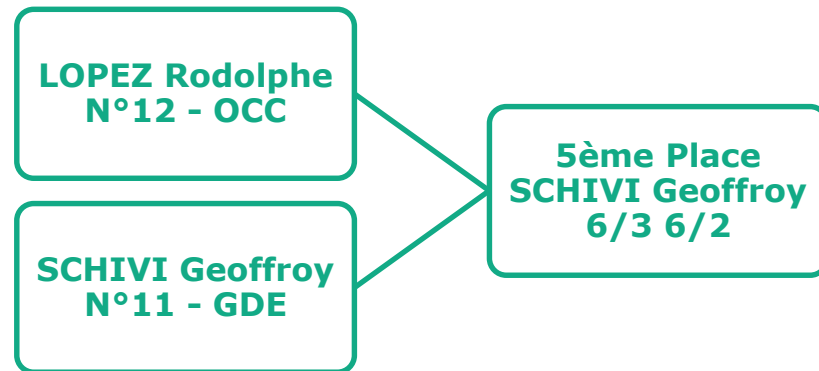 LOPEZ Rodolphe
N°12 - OCC
SCHIVI Geoffroy
N°11 - GDE
5ème Place
SCHIVI Geoffroy
6/3 6/2